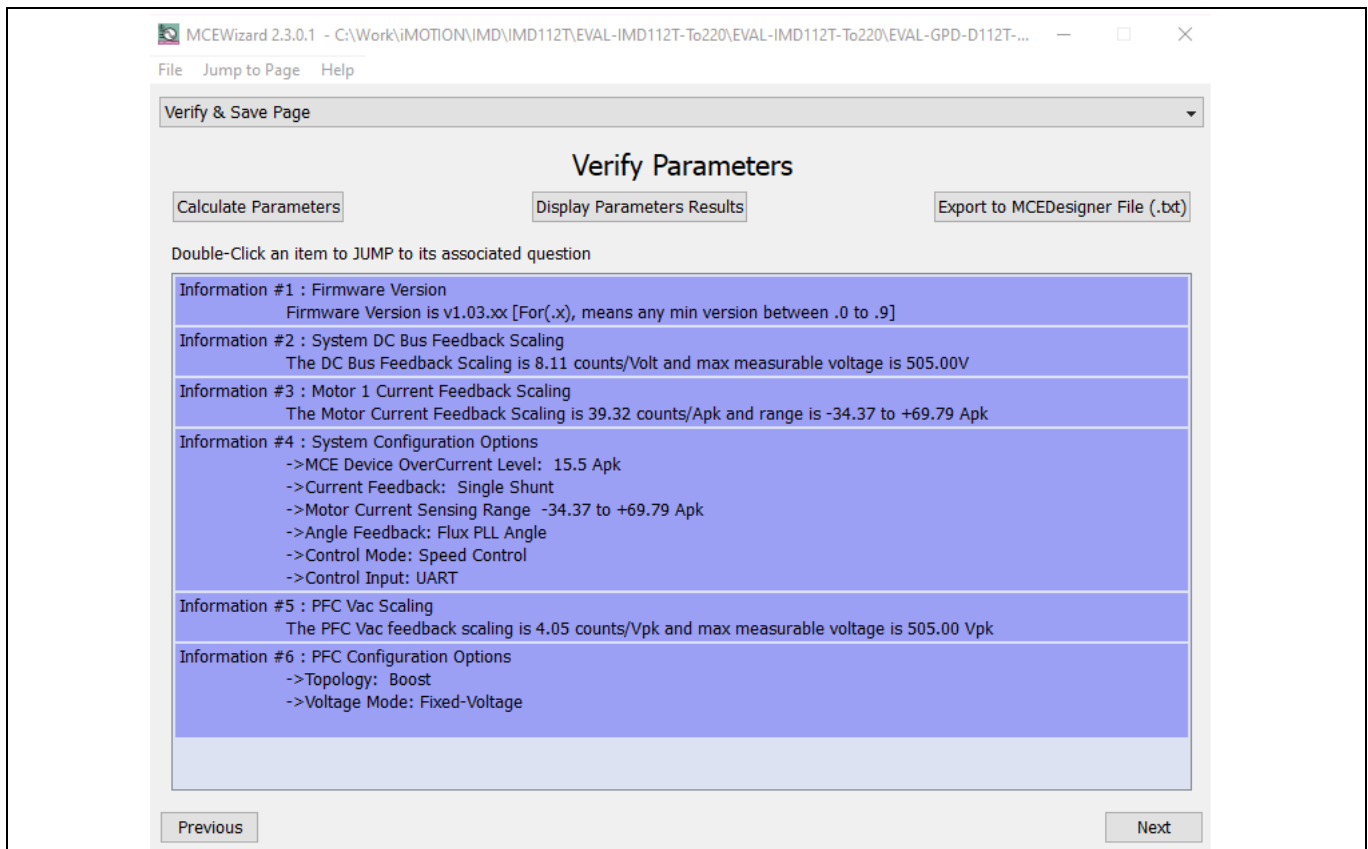 MCEWizard 2.3.0.1 - C:\Work\iMOTION\IMD\IMD112T\EVAL-IMD112T-To220\EVAL-IMD112T-To220\EVAL-GPD-D112T-...
File Jump to Page Help
Verify & Save Page
Verify Parameters
Calculate Parameters Display Parameters Results Export to MCEDesigner File (.txt)
Double-Click an item to JUMP to its associated question
Information #1 : Firmware Version
Firmware Version is v1.03.xx [For(.x), means any min version between .0 to .9]
Information #2 : System DC Bus Feedback Scaling
The DC Bus Feedback Scaling is 8.11 counts/Volt and max measurable voltage is 505.00V
Information #3 : Motor 1 Current Feedback Scaling
The Motor Current Feedback Scaling is 39.32 counts/Apk and range is -34.37 to +69.79 Apk
Information #4 : System Configuration Options
->MCE Device OverCurrent Level: 15.5 Apk
->Current Feedback: Single Shunt
->Motor Current Sensing Range -34.37 to +69.79 Apk
->Angle Feedback: Flux PLL Angle
->Control Mode: Speed Control
->Control Input: UART
Information #5 : PFC Vac Scaling
The PFC Vac feedback scaling is 4.05 counts/Vpk and max measurable voltage is 505.00 Vpk
Information #6 : PFC Configuration Options
->Topology: Boost
->Voltage Mode: Fixed-Voltage
Previous Next